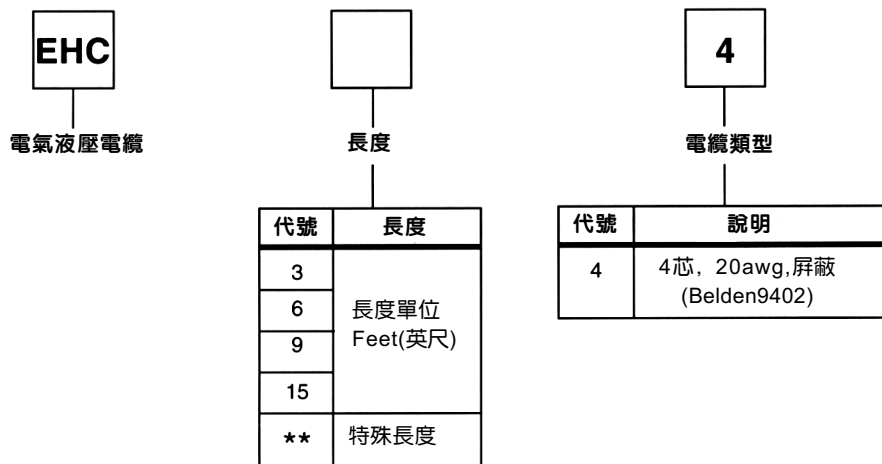 EHC
4
電氣液壓電纜
長度
電纜類型
代號 長度
3
6
9
15
長度單位
Feet(英尺)
** 特殊長度
代號 說明
4 4芯, 20awg,屏蔽
(Belden9402)